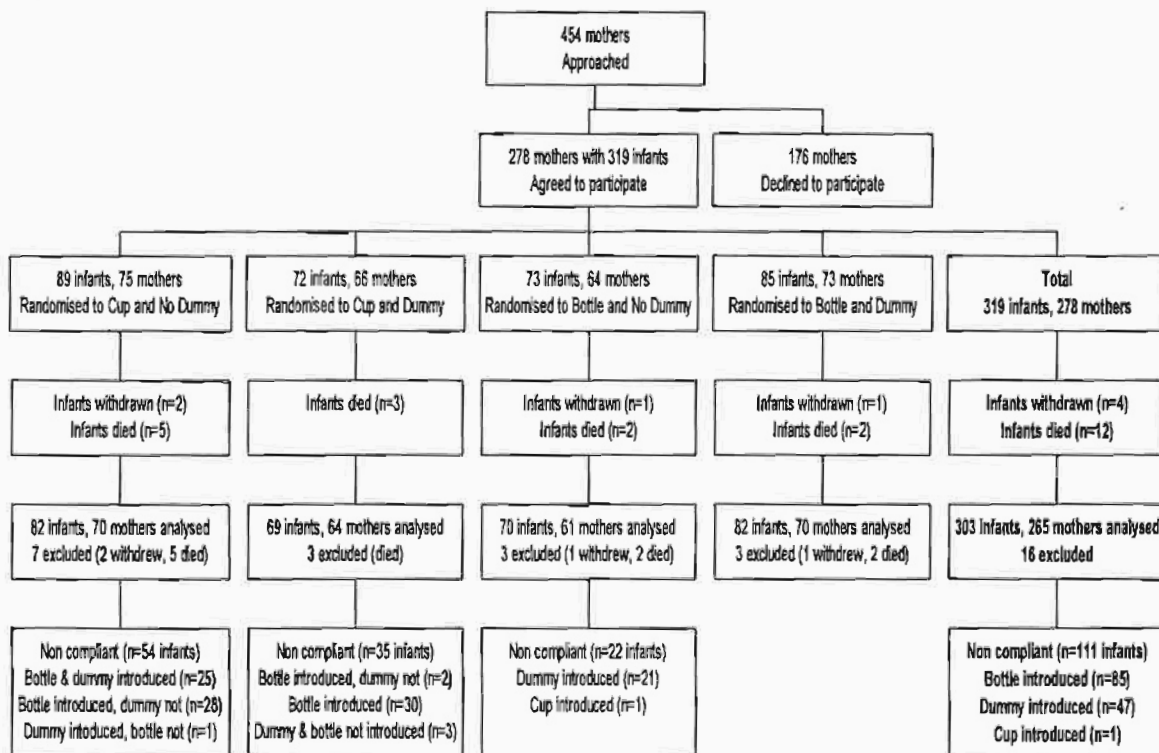 454 mothers
Approached
278 mothers with 319 infants
Agreed to participate
176 mothers
Declined to participate
89 infants, 75 mothers
Randomised to Cup and No Dummy
72 infants, 66 mothers
Randomised to Cup and Dummy
73 infants, 64 mothers
Randomised to Bottle and No Dummy
85 infants, 73 mothers
Randomised to Bottle and Dummy
Total
319 infants, 278 mothers
Infants withdrawn (n=2)
Infants died (n=5)
Infants died (n=3)
Infants withdrawn (n=1)
Infants died (n=2)
Infants withdrawn (n=1)
Infants died (n=2)
Infants withdrawn (n=4)
Infants died (n=12)
82 infants, 70 mothers analysed
7 excluded (2 withdrew, 5 died)
69 infants, 64 mothers analysed
3 excluded (died)
70 infants, 61 mothers analysed
3 excluded (1 withdrew, 2 died)
82 infants, 70 mothers analysed
3 excluded (1 withdrew, 2 died)
303 infants, 265 mothers analysed
16 excluded
Non compliant (n=54 infants)
Bottle & dummy introduced (n=25)
Bottle introduced, dummy not (n=28)
Dummy intoduced, bottle not (n=1)
Non compliant (n=35 infants)
Bottle introduced, dummy not (n=2)
Bottle introduced (n=30)
Dummy & bottle not introduced (n=3)
Non compliant (n=22 infants)
Dummy introduced (n=21)
Cup introduced (n=1)
Non compliant (n=111 infants)
Bottle introduced (n=85)
Dummy introduced (n=47)
Cup introduced (n=1)